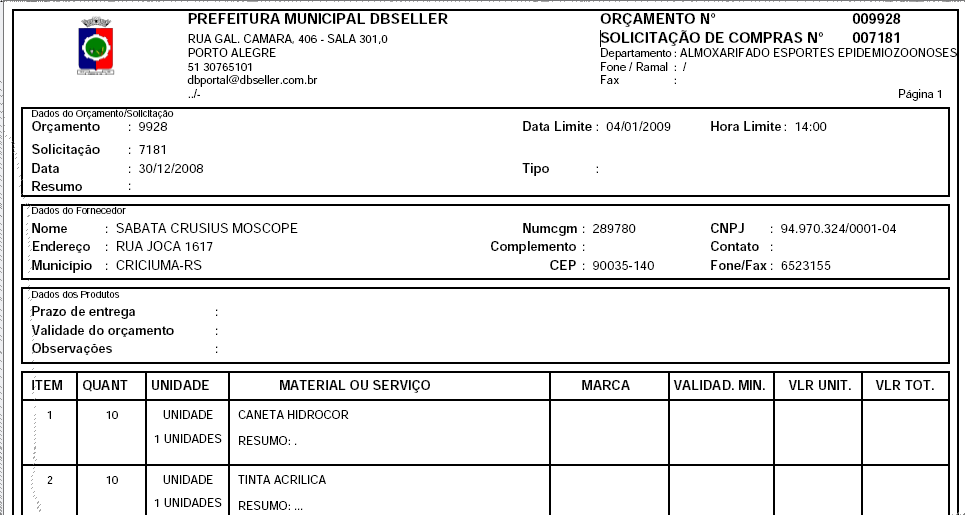 PREFEITURA MUNICIPAL DBSELLER
RUA GAL. CAMARA, 406 - SALA 301,0
PORTO ALEGRE
51 30765101
dbportal@dbseller.com.br
../-
ORÇAMENTO N° 009928
SOLICITAÇÃO DE COMPRAS N° 007181
Departamento : ALMOXARIFADO ESPORTES EPIDEMIOZOONOSES
Fone / Ramal : /
Fax :
Página 1
Dados do Orçamento/Solicitação
Orçamento : 9928 Data Limite : 04/01/2009 Hora Limite : 14:00
Solicitação : 7181
Data : 30/12/2008 Tipo :
Resumo :
Dados do Fornecedor
Nome : SABATA CRUSIUS MOSCOPE Numcgm : 289780 CNPJ : 94.970.324/0001-04
Endereço : RUA JOCA 1617 Complemento : Contato :
Município : CRICIUMA-RS CEP : 90035-140 Fone/Fax : 6523155
Dados dos Produtos
Prazo de entrega :
Validade do orçamento :
Observações :
ITEM QUANT UNIDADE MATERIAL OU SERVIÇO MARCA VALIDAD. MIN. VLR UNIT. VLR TOT.
1 10 UNIDADE CANETA HIDROCOR
1 UNIDADES RESUMO: .
2 10 UNIDADE TINTA ACRILICA
1 UNIDADES RESUMO: ...